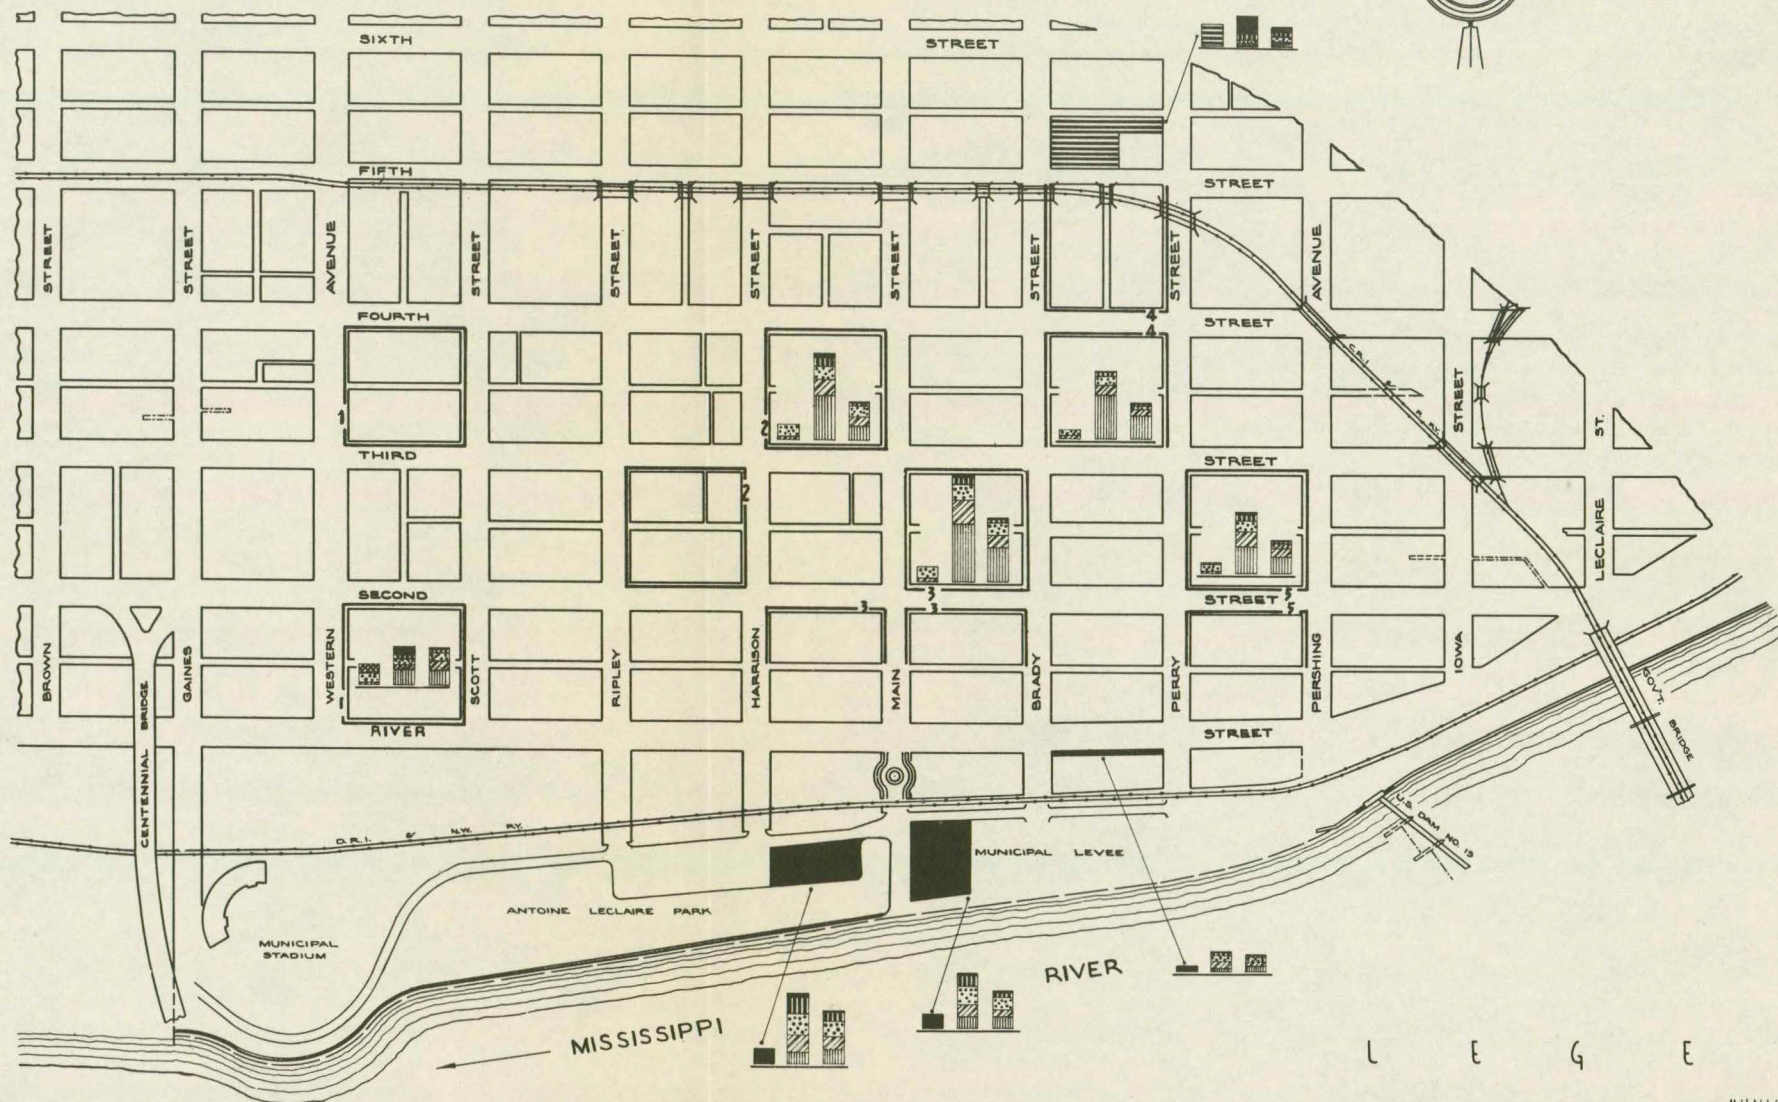 SIXTH STREET
FIFTH STREET
STREET STREET AVENUE STREET STREET STREET STREET STREET STREET AVENUE
FOURTH STREET
4
4
C.R.I. & P. RY.
STREET
ST.
1
2
THIRD STREET
2
LECLAIRE
SECOND STREET
3
3
3
5
5
BROWN GAINES WESTERN SCOTT RIPLEY HARRISON MAIN BRADY PERRY PERSHING IOWA
1
RIVER STREET
CENTENNIAL BRIDGE
GOV'T. BRIDGE
D.R.I. & N.W. RY.
U.S. DAM NO. 15
MUNICIPAL LEVEE
ANTOINE LECLAIRE PARK
MUNICIPAL
STADIUM
MISSISSIPPI RIVER
L E G E